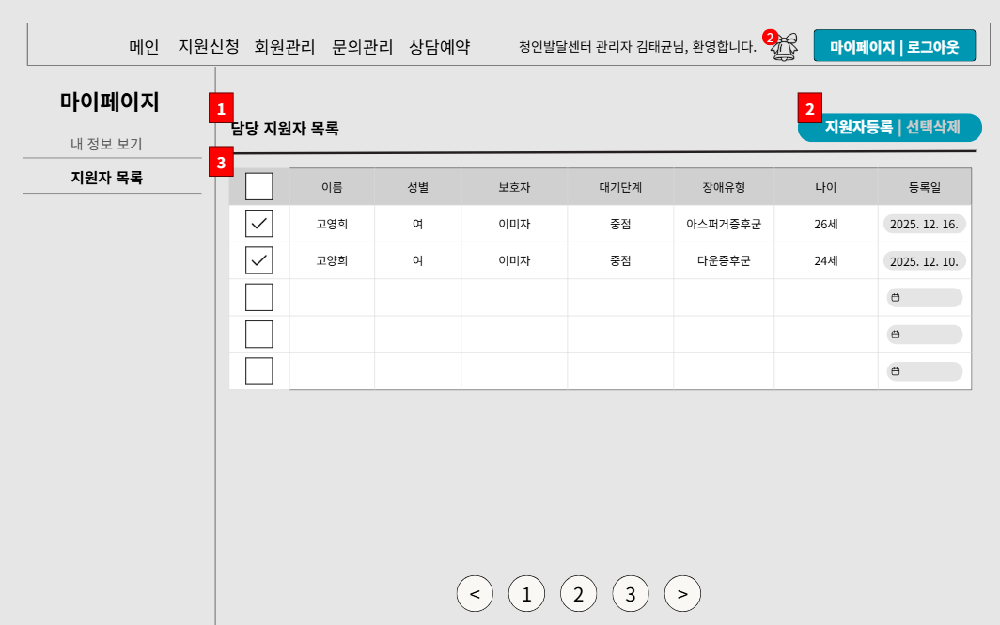 메인 지원신청 회원관리 문의관리 상담예약 청인발달센터 관리자 김태균님, 환영합니다. 2 마이페이지 | 로그아웃
마이페이지
내 정보 보기
지원자 목록
1
담당 지원자 목록
2
지원자등록 | 선택삭제
3
이름 성별 보호자 대기단계 장애유형 나이 등록일
고영희 여 이미자 중점 아스퍼거증후군 26세 2025. 12. 16.
고양희 여 이미자 중점 다운증후군 24세 2025. 12. 10.
< 1 2 3 >